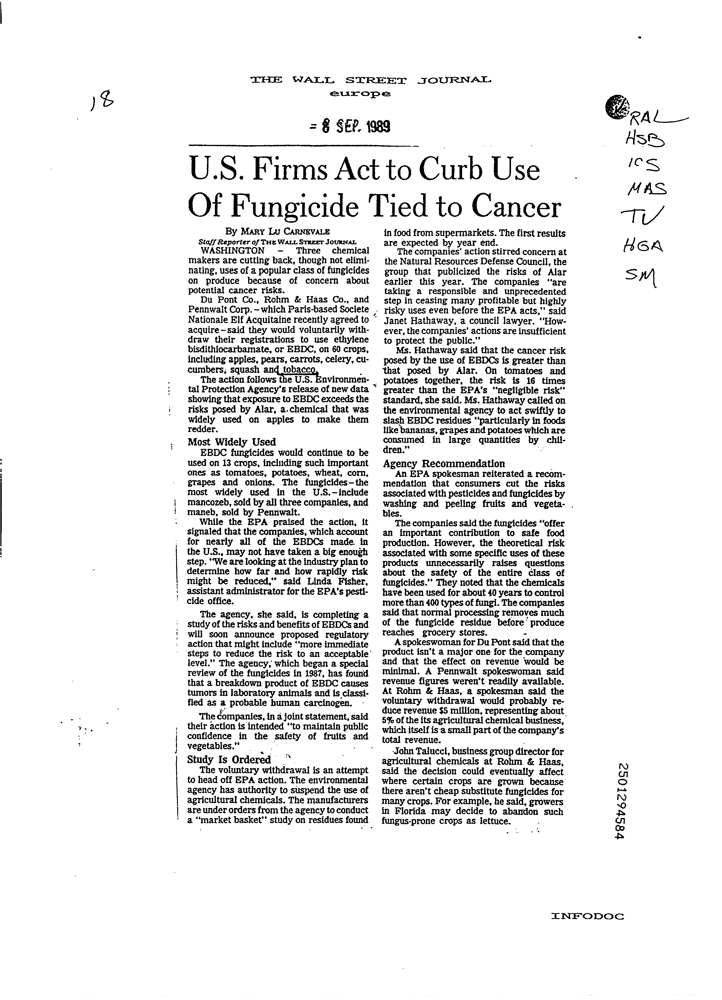 THE WALL STREET JOURNAL
europe
18
= 8 SEP. 1989
RAL
HSB
ICS
MAS
TV
HGA
SM
U.S. Firms Act to Curb Use
Of Fungicide Tied to Cancer
By MARY LU CARNEVALE
Staff Reporter of THE WALL STREET JOURNAL
WASHINGTON – Three chemical
makers are cutting back, though not elimi-
nating, uses of a popular class of fungicides
on produce because of concern about
potential cancer risks.
Du Pont Co., Rohm & Haas Co., and
Pennwalt Corp.–which Paris-based Societe
Nationale Elf Acquitaine recently agreed to
acquire–said they would voluntarily with-
draw their registrations to use ethylene
bisdithiocarbamate, or EBDC, on 60 crops,
including apples, pears, carrots, celery, cu-
cumbers, squash and tobacco.
The action follows the U.S. Environmen-
tal Protection Agency's release of new data
showing that exposure to EBDC exceeds the
risks posed by Alar, a chemical that was
widely used on apples to make them
redder.
Most Widely Used
EBDC fungicides would continue to be
used on 13 crops, including such important
ones as tomatoes, potatoes, wheat, corn,
grapes and onions. The fungicides–the
most widely used in the U.S.–include
mancozeb, sold by all three companies, and
maneb, sold by Pennwalt.
While the EPA praised the action, it
signaled that the companies, which account
for nearly all of the EBDCs made in
the U.S., may not have taken a big enough
step. "We are looking at the industry plan to
determine how far and how rapidly risk
might be reduced," said Linda Fisher,
assistant administrator for the EPA's pesti-
cide office.
The agency, she said, is completing a
study of the risks and benefits of EBDCs and
will soon announce proposed regulatory
action that might include "more immediate
steps to reduce the risk to an acceptable
level." The agency, which began a special
review of the fungicides in 1987, has found
that a breakdown product of EBDC causes
tumors in laboratory animals and is classi-
fied as a probable human carcinogen.
The companies, in a joint statement, said
their action is intended "to maintain public
confidence in the safety of fruits and
vegetables."
Study Is Ordered
The voluntary withdrawal is an attempt
to head off EPA action. The environmental
agency has authority to suspend the use of
agricultural chemicals. The manufacturers
are under orders from the agency to conduct
a "market basket" study on residues found
in food from supermarkets. The first results
are expected by year end.
The companies' action stirred concern at
the Natural Resources Defense Council, the
group that publicized the risks of Alar
earlier this year. The companies "are
taking a responsible and unprecedented
step in ceasing many profitable but highly
risky uses even before the EPA acts," said
Janet Hathaway, a council lawyer. "How-
ever, the companies' actions are insufficient
to protect the public."
Ms. Hathaway said that the cancer risk
posed by the use of EBDCs is greater than
that posed by Alar. On tomatoes and
potatoes together, the risk is 16 times
greater than the EPA's "negligible risk"
standard, she said. Ms. Hathaway called on
the environmental agency to act swiftly to
slash EBDC residues "particularly in foods
like bananas, grapes and potatoes which are
consumed in large quantities by chil-
dren."
Agency Recommendation
An EPA spokesman reiterated a recom-
mendation that consumers cut the risks
associated with pesticides and fungicides by
washing and peeling fruits and vegeta-
bles.
The companies said the fungicides "offer
an important contribution to safe food
production. However, the theoretical risk
associated with some specific uses of these
products unnecessarily raises questions
about the safety of the entire class of
fungicides." They noted that the chemicals
have been used for about 40 years to control
more than 400 types of fungi. The companies
said that normal processing removes much
of the fungicide residue before produce
reaches grocery stores.
A spokeswoman for Du Pont said that the
product isn't a major one for the company
and that the effect on revenue would be
minimal. A Pennwalt spokeswoman said
revenue figures weren't readily available.
At Rohm & Haas, a spokesman said the
voluntary withdrawal would probably re-
duce revenue $5 million, representing about
5% of the its agricultural chemical business,
which itself is a small part of the company's
total revenue.
John Talucci, business group director for
agricultural chemicals at Rohm & Haas,
said the decision could eventually affect
where certain crops are grown because
there aren't cheap substitute fungicides for
many crops. For example, he said, growers
in Florida may decide to abandon such
fungus-prone crops as lettuce.
2501294584
INFODOC